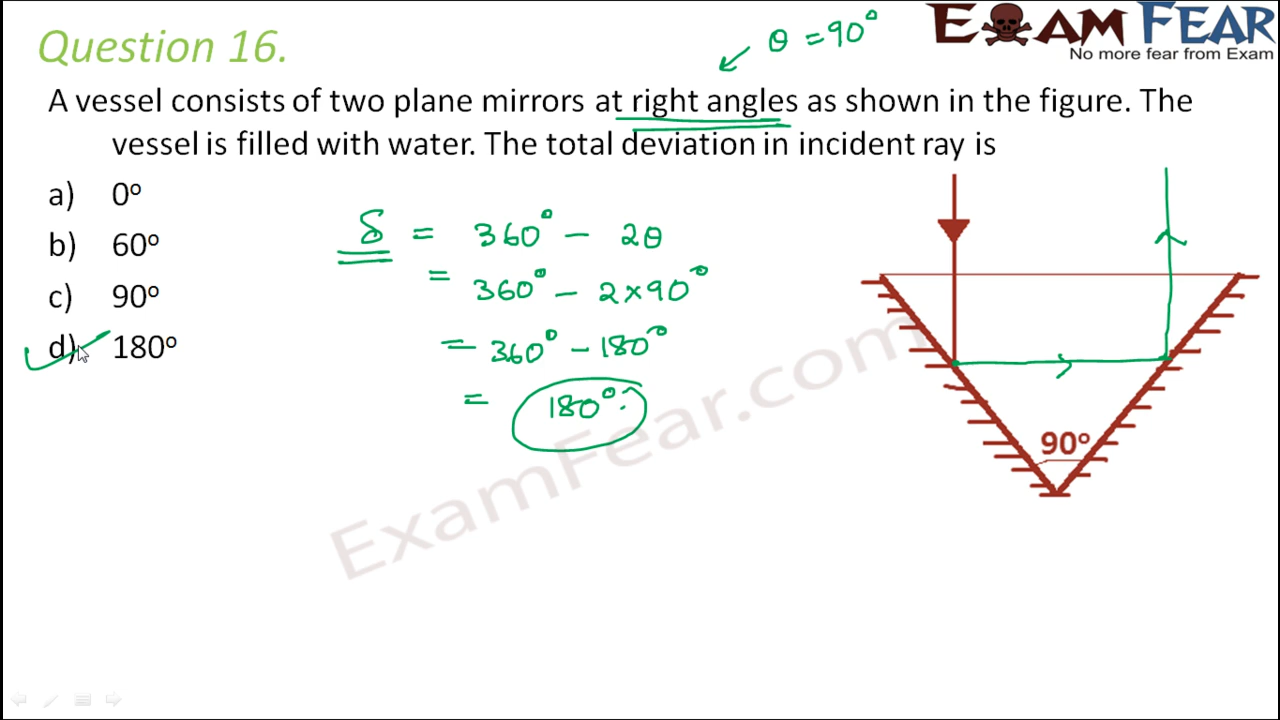 Question 16.
θ = 90°
EXAM FEAR
No more fear from Exam
A vessel consists of two plane mirrors at right angles as shown in the figure. The
vessel is filled with water. The total deviation in incident ray is
a) 0°
b) 60°
c) 90°
d) 180°
δ = 360° - 2θ
= 360° - 2×90°
= 360° - 180°
= 180°.
90°
ExamFear.com